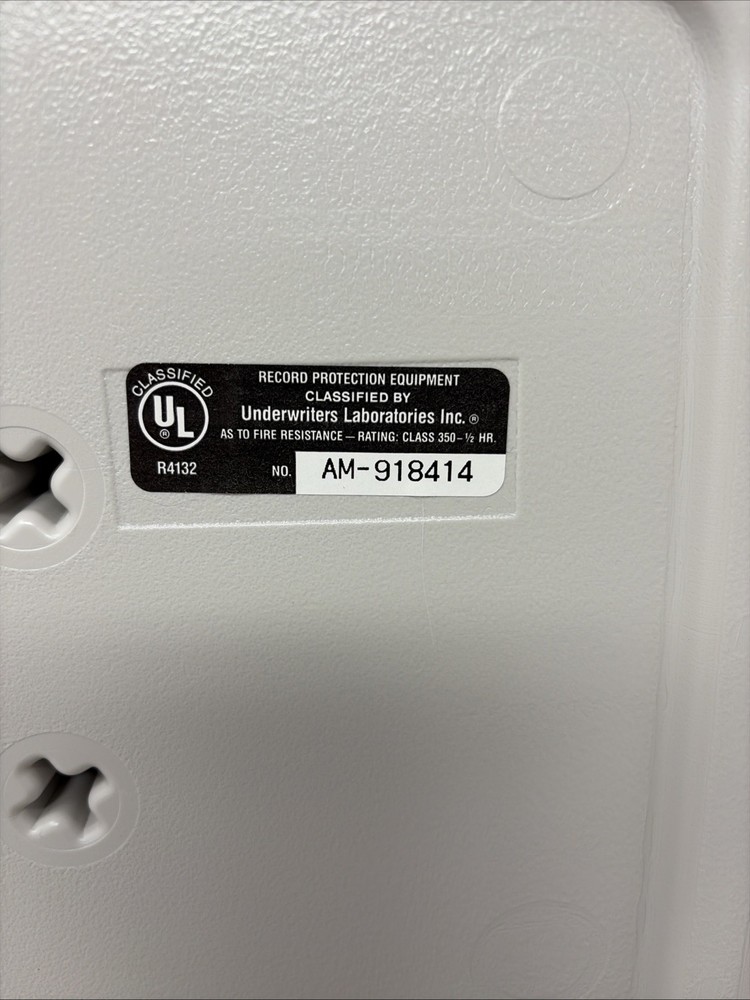 CLASSIFIED
UL
®
R4132
RECORD PROTECTION EQUIPMENT
CLASSIFIED BY
Underwriters Laboratories Inc.®
AS TO FIRE RESISTANCE — RATING: CLASS 350-½ HR.
NO. AM-918414